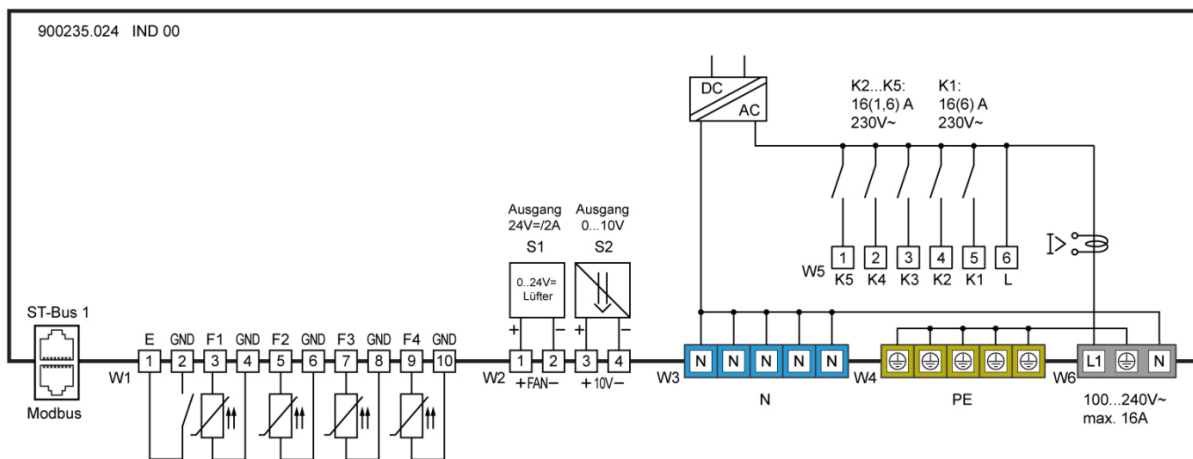 900235.024 IND 00
DC
AC
K2...K5:
16(1,6) A
230V~
K1:
16(6) A
230V~
Ausgang
24V=/2A
S1
Ausgang
0...10V
S2
0..24V=
Lüfter
+ −
+ −
I>
W5
1 2 3 4 5 6
K5 K4 K3 K2 K1 L
ST-Bus 1
Modbus
E GND F1 GND F2 GND F3 GND F4 GND
W1
1 2 3 4 5 6 7 8 9 10
W2
1 2 3 4
+FAN−
+10V−
W3
N N N N N
N
W4
PE
W6
L1 N
100...240V~
max. 16A